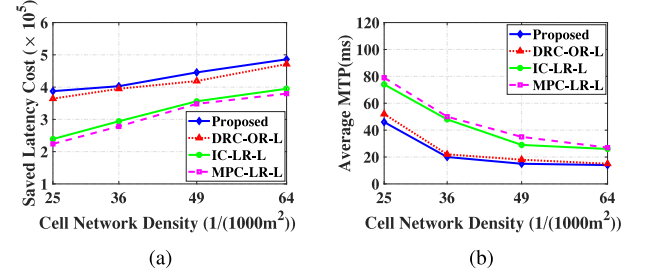 Saved Latency Cost (× 10⁵)
6
5
4
3
2
1
Proposed
DRC-OR-L
IC-LR-L
MPC-LR-L
25 36 49 64
Cell Network Density (1/(1000m²)
(a)
Average MTP(ms)
120
100
80
60
40
20
0
Proposed
DRC-OR-L
IC-LR-L
MPC-LR-L
25 36 49 64
Cell Network Density (1/(1000m²)
(b)